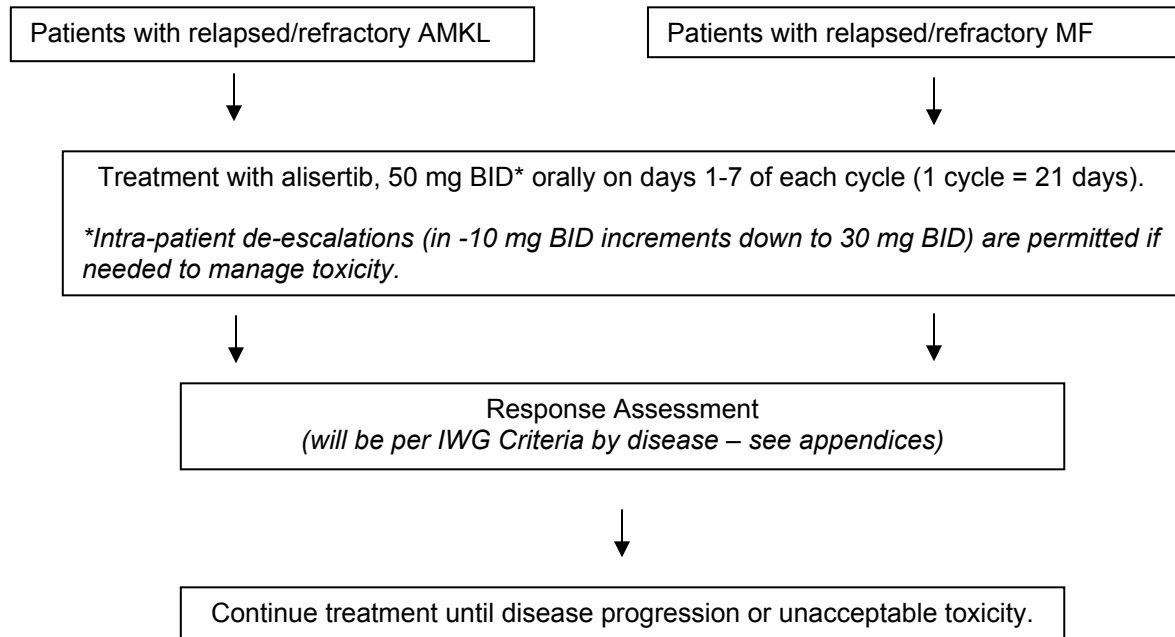 Patients with relapsed/refractory AMKL
Patients with relapsed/refractory MF
Treatment with alisertib, 50 mg BID* orally on days 1-7 of each cycle (1 cycle = 21 days).
*Intra-patient de-escalations (in -10 mg BID increments down to 30 mg BID) are permitted if
needed to manage toxicity.
Response Assessment
(will be per IWG Criteria by disease – see appendices)
Continue treatment until disease progression or unacceptable toxicity.